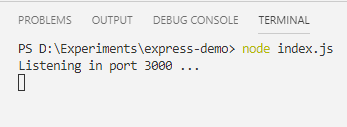 PROBLEMS OUTPUT DEBUG CONSOLE TERMINAL
PS D:\Experiments\express-demo> node index.js
Listening in port 3000 ...